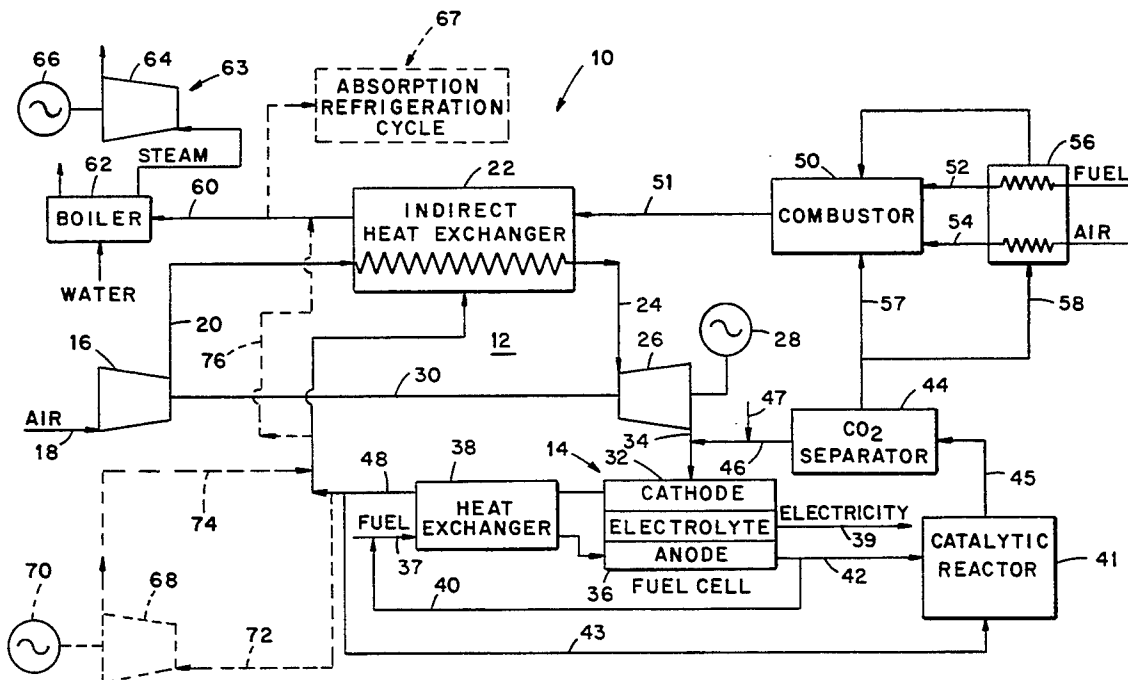 67
66
64
63
10
ABSORPTION
REFRIGERATION
CYCLE
STEAM
62
60
22
51
50
52
56
FUEL
BOILER
INDIRECT
HEAT EXCHANGER
COMBUSTOR
54
AIR
WATER
20
24
57
58
16
76
12
26
28
30
47
44
AIR
18
34
CO2
SEPARATOR
46
14
32
38
48
45
74
CATHODE
FUEL
HEAT
EXCHANGER
ELECTROLYTE
ELECTRICITY
39
CATALYTIC
REACTOR
41
37
ANODE
42
36
FUEL CELL
40
70
68
72
43